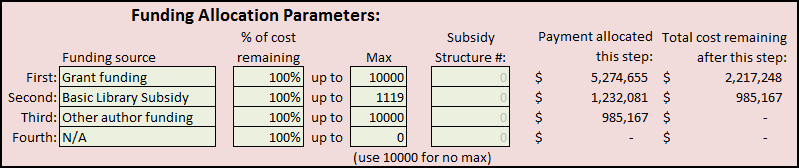 Funding Allocation Parameters:
% of cost Subsidy Payment allocated Total cost remaining
Funding source remaining Max Structure #: this step: after this step:
First: Grant funding 100% up to 10000 0 $ 5,274,655 $ 2,217,248
Second: Basic Library Subsidy 100% up to 1119 0 $ 1,232,081 $ 985,167
Third: Other author funding 100% up to 10000 0 $ 985,167 $ -
Fourth: N/A 100% up to 0 0 $ - $ -
(use 10000 for no max)